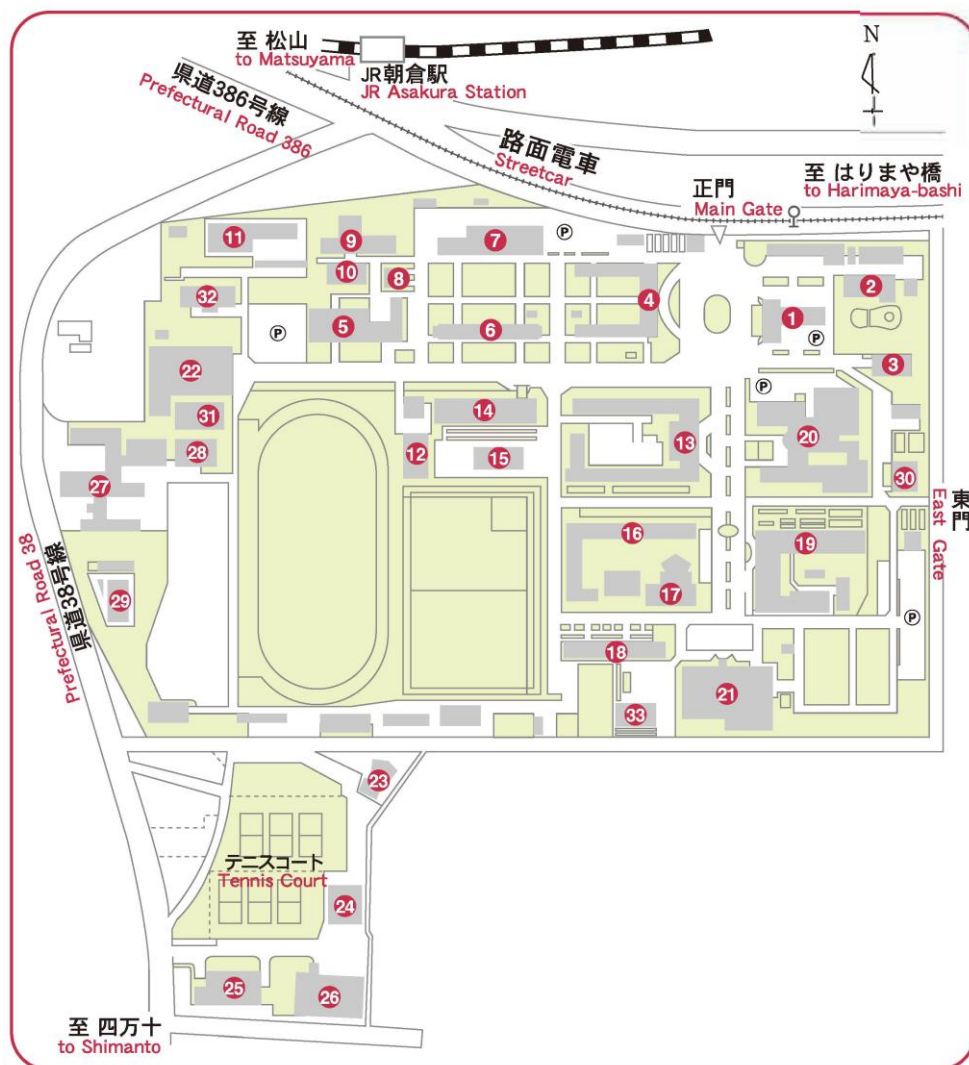 至 松山
to Matsuyama
N
JR朝倉駅
JR Asakura Station
県道386号線
Prefectural Road 386
路面電車
Streetcar
至 はりまや橋
to Harimaya-bashi
正門
Main Gate
11
9
7
P
10
8
4
2
32
5
6
1
P
P
3
22
P
31
14
13
20
12
15
28
30
27
東門
East Gate
16
19
県道38号線
Prefectural Road 38
29
17
P
18
21
33
23
テニスコート
Tennis Court
24
25
26
至 四万十
to Shimanto